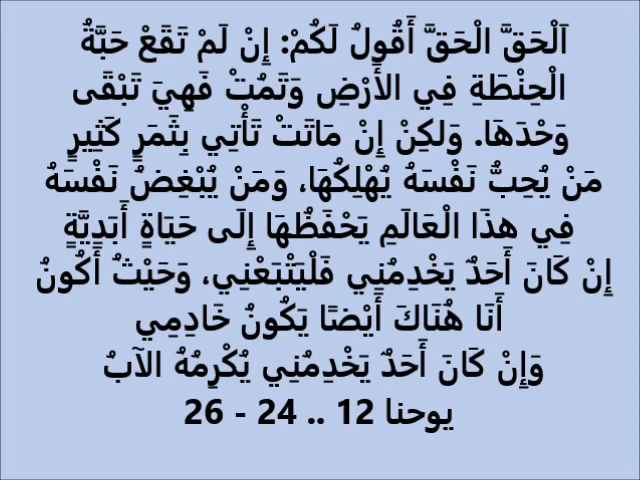 اَلْحَقَّ الْحَقَّ أَقُولُ لَكُمْ: إِنْ لَمْ تَقَعْ حَبَّةُ
الْحِنْطَةِ فِي الأَرْضِ وَتَمُتْ فَهِيَ تَبْقَى
وَحْدَهَا. وَلكِنْ إِنْ مَاتَتْ تَأْتِي بِثَمَرٍ كَثِيرٍ
مَنْ يُحِبُّ نَفْسَهُ يُهْلِكُهَا، وَمَنْ يُبْغِضُ نَفْسَهُ
فِي هذَا الْعَالَمِ يَحْفَظُهَا إِلَى حَيَاةٍ أَبَدِيَّةٍ
إِنْ كَانَ أَحَدٌ يَخْدِمُنِي فَلْيَتْبَعْنِي، وَحَيْثُ أَكُونُ
أَنَا هُنَاكَ أَيْضًا يَكُونُ خَادِمِي
وَإِنْ كَانَ أَحَدٌ يَخْدِمُنِي يُكْرِمُهُ الآبُ
يوحنا 12 .. 24 - 26